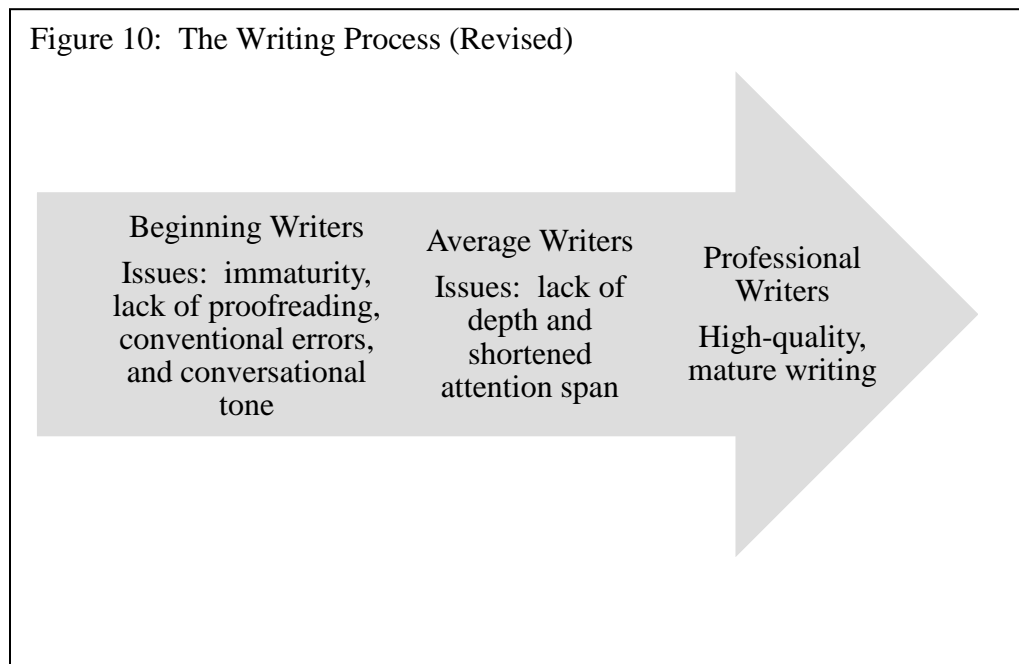 Figure 10:  The Writing Process (Revised)
Beginning Writers
Issues:  immaturity,
lack of proofreading,
conventional errors,
and conversational
tone
Average Writers
Issues:  lack of
depth and
shortened
attention span
Professional
Writers
High-quality,
mature writing